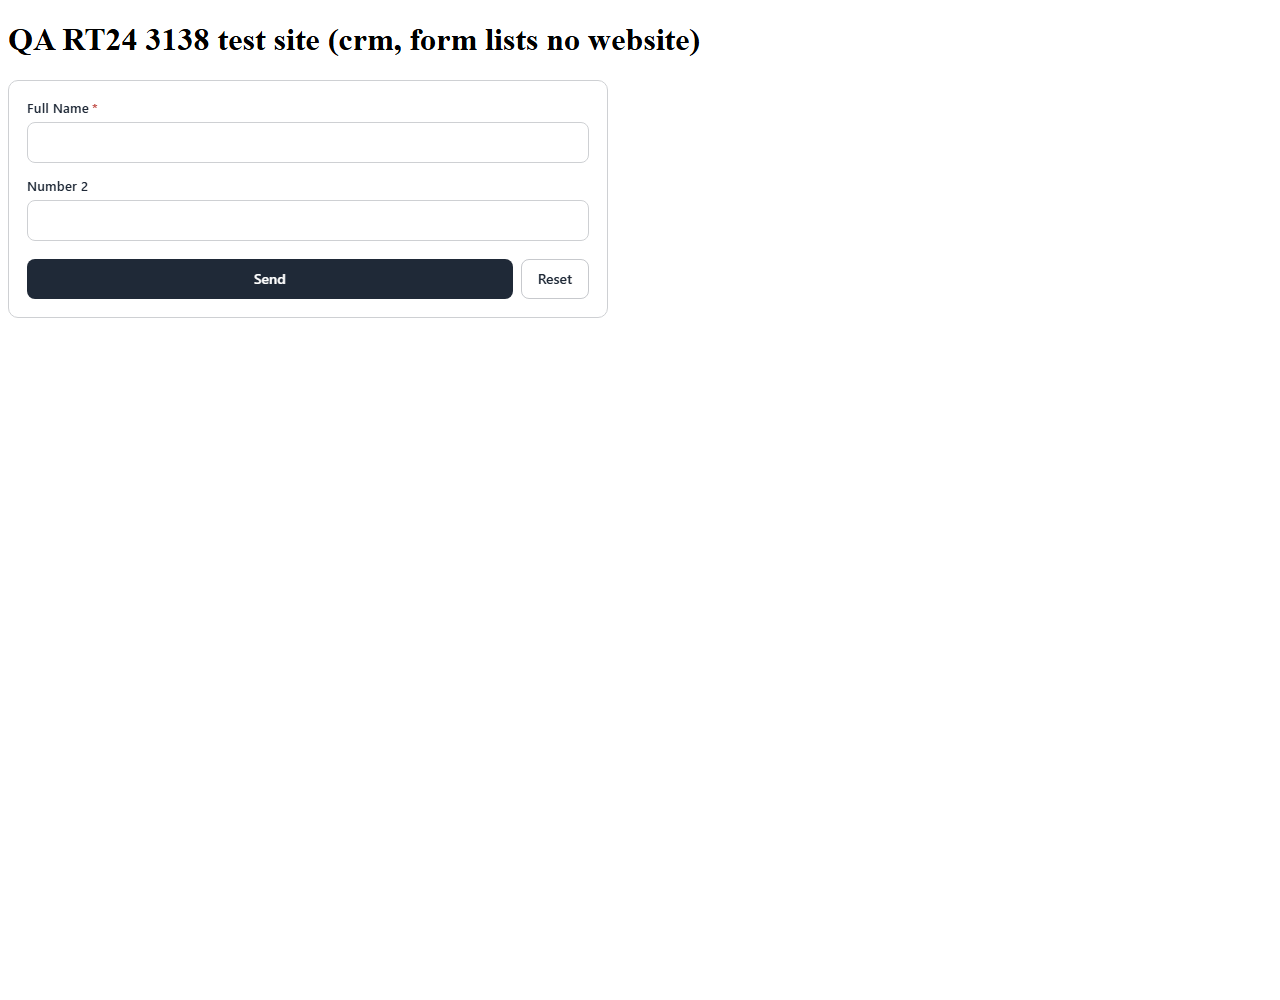 QA RT24 3138 test site (crm, form lists no website)
Full Name *
Number 2
Send
Reset